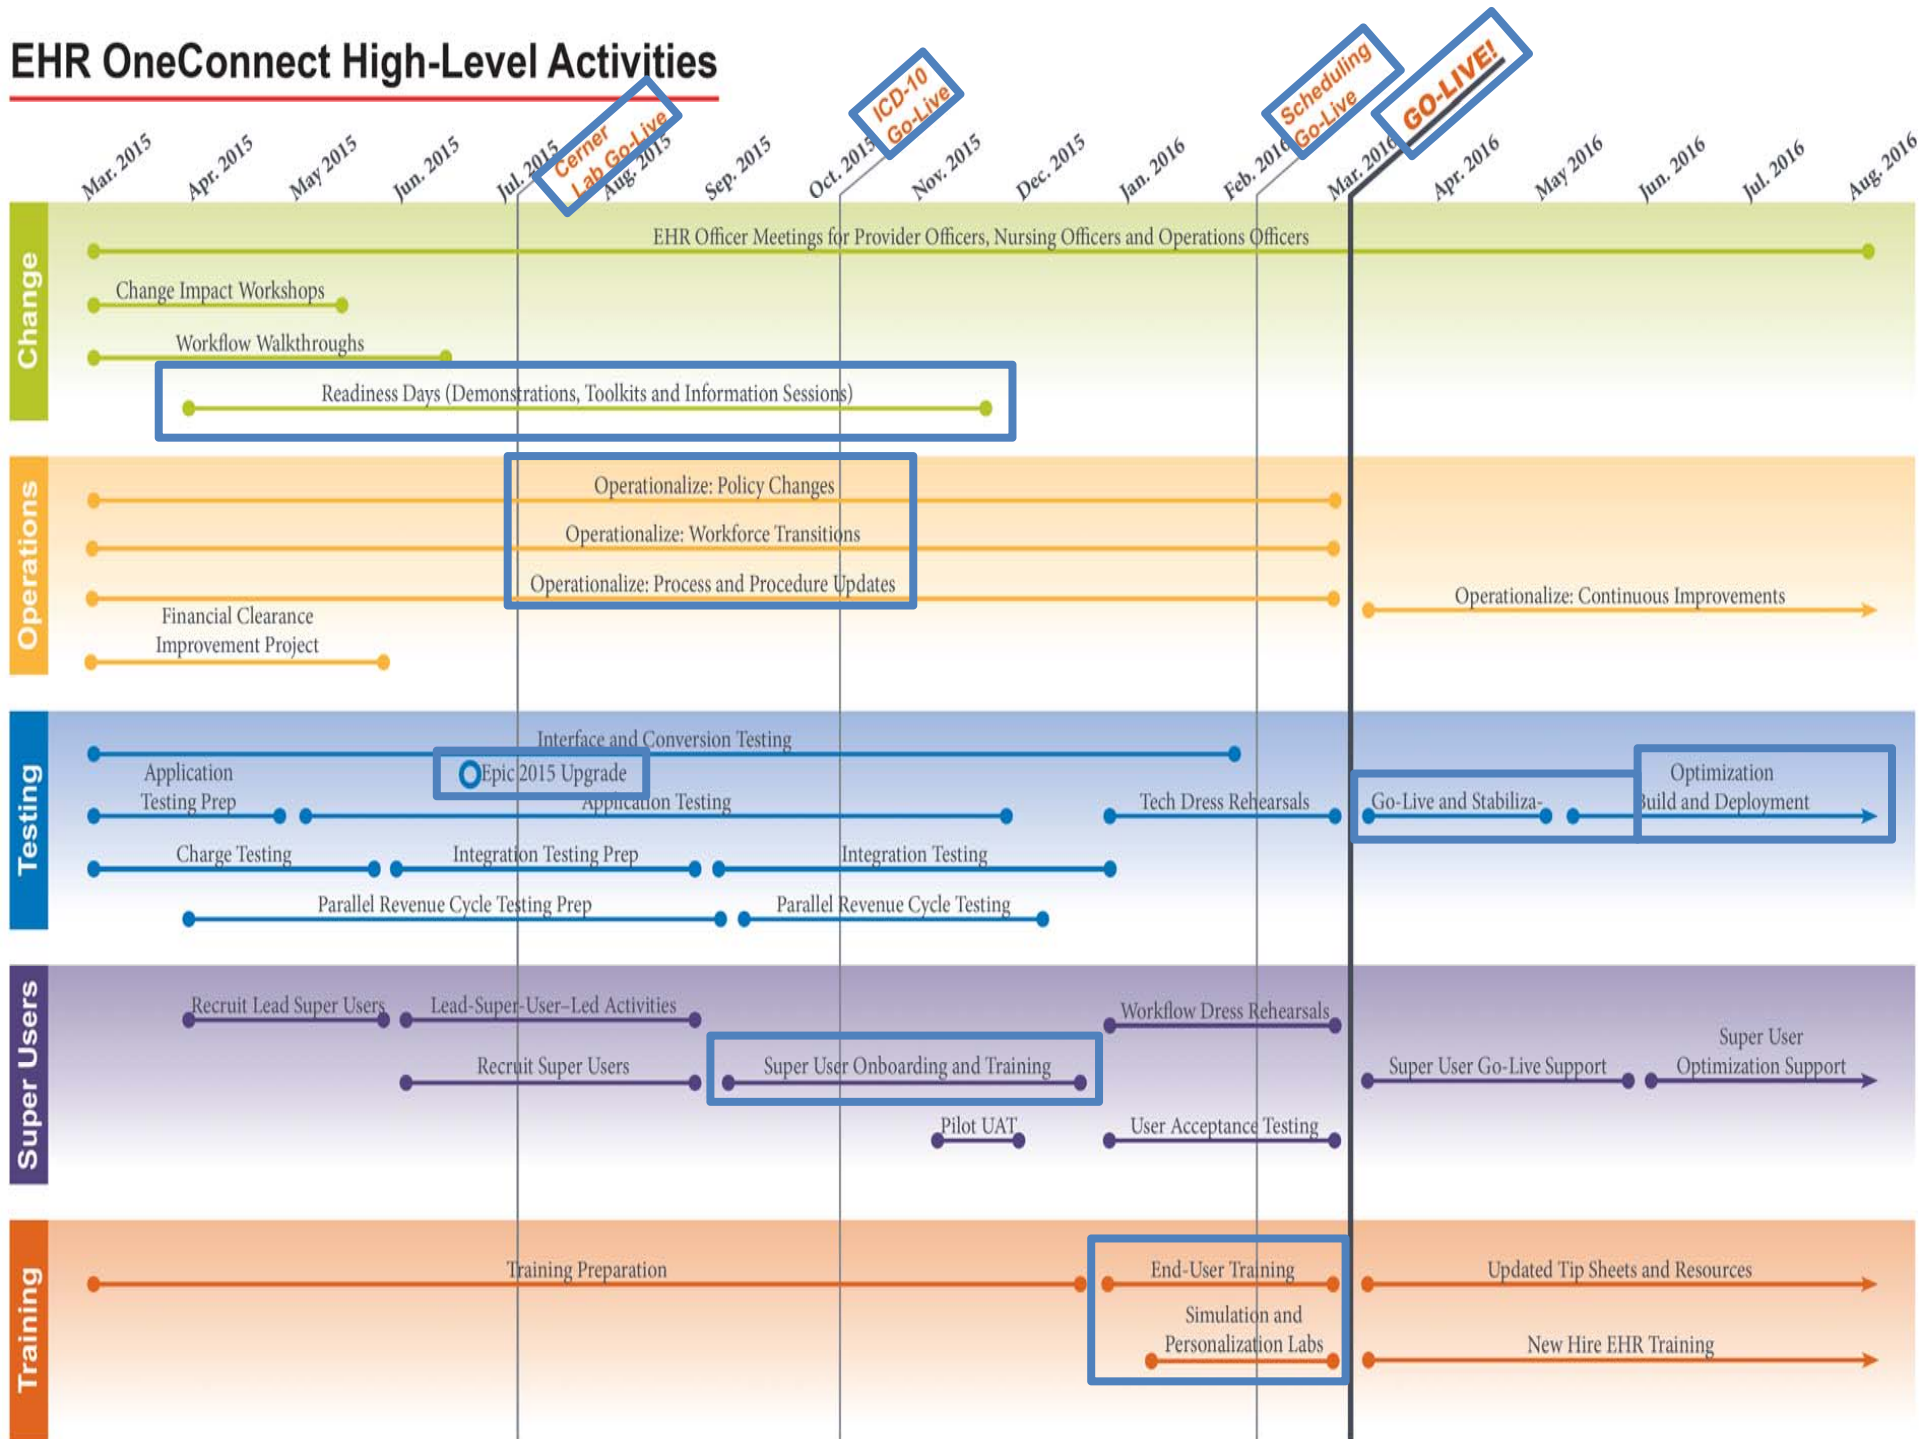 EHR OneConnect High-Level Activities
Cerner
Lab Go-Live
ICD-10
Go-Live
Scheduling
Go-Live
GO-LIVE!
Mar. 2015
Apr. 2015
May 2015
Jun. 2015
Jul. 2015
Aug. 2015
Sep. 2015
Oct. 2015
Nov. 2015
Dec. 2015
Jan. 2016
Feb. 2016
Mar. 2016
Apr. 2016
May 2016
Jun. 2016
Jul. 2016
Aug. 2016
Change
EHR Officer Meetings for Provider Officers, Nursing Officers and Operations Officers
Change Impact Workshops
Workflow Walkthroughs
Readiness Days (Demonstrations, Toolkits and Information Sessions)
Operations
Operationalize: Policy Changes
Operationalize: Workforce Transitions
Operationalize: Process and Procedure Updates
Operationalize: Continuous Improvements
Financial Clearance
Improvement Project
Testing
Interface and Conversion Testing
Epic 2015 Upgrade
Application
Testing Prep
Application Testing
Tech Dress Rehearsals
Go-Live and Stabiliza-
Optimization
Build and Deployment
Charge Testing
Integration Testing Prep
Integration Testing
Parallel Revenue Cycle Testing Prep
Parallel Revenue Cycle Testing
Super Users
Recruit Lead Super Users
Lead-Super-User–Led Activities
Workflow Dress Rehearsals
Recruit Super Users
Super User Onboarding and Training
Super User Go-Live Support
Super User
Optimization Support
Pilot UAT
User Acceptance Testing
Training
Training Preparation
End-User Training
Updated Tip Sheets and Resources
Simulation and
Personalization Labs
New Hire EHR Training